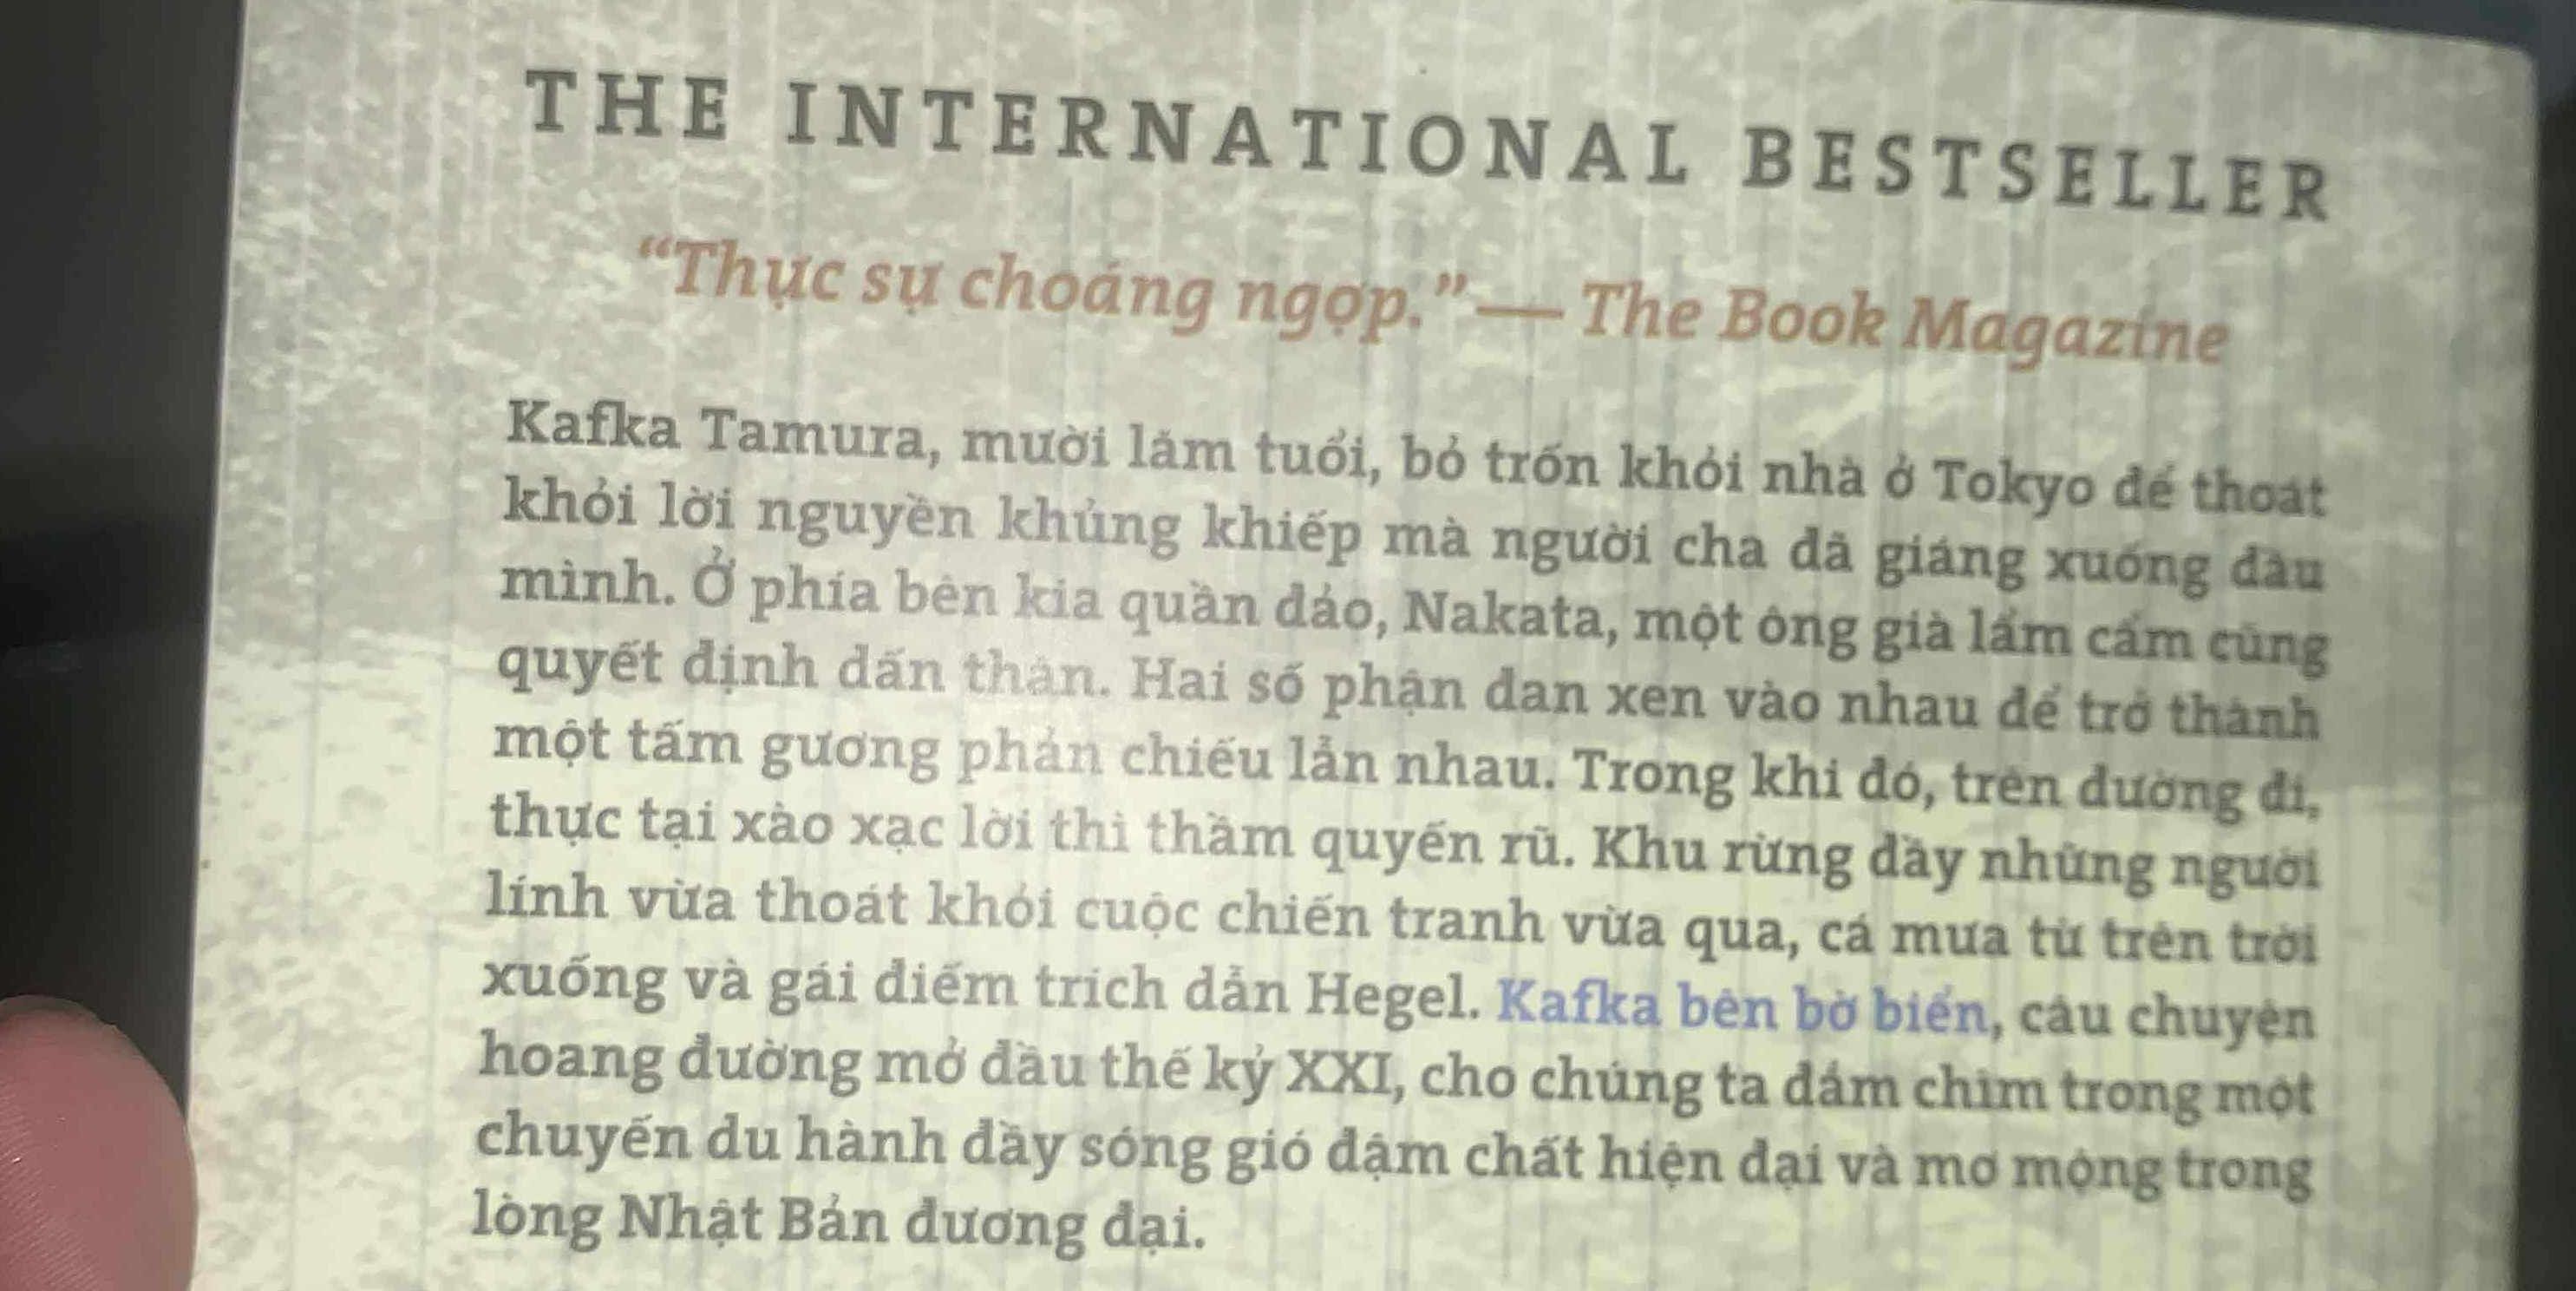 THE INTERNATIONAL BESTSELLER
“Thực sự choáng ngợp.” — The Book Magazine
Kafka Tamura, mười lăm tuổi, bỏ trốn khỏi nhà ở Tokyo để thoát
khỏi lời nguyền khủng khiếp mà người cha đã giáng xuống đầu
mình. Ở phía bên kia quần đảo, Nakata, một ông già lẩm cẩm cũng
quyết định dấn thân. Hai số phận đan xen vào nhau để trở thành
một tấm gương phản chiếu lẫn nhau. Trong khi đó, trên đường đi,
thực tại xào xạc lời thì thầm quyến rũ. Khu rừng đầy những người
lính vừa thoát khỏi cuộc chiến tranh vừa qua, cá mưa từ trên trời
xuống và gái điếm trích dẫn Hegel. Kafka bên bờ biển, câu chuyện
hoang đường mở đầu thế kỷ XXI, cho chúng ta đắm chìm trong một
chuyến du hành đầy sóng gió đậm chất hiện đại và mơ mộng trong
lòng Nhật Bản đương đại.